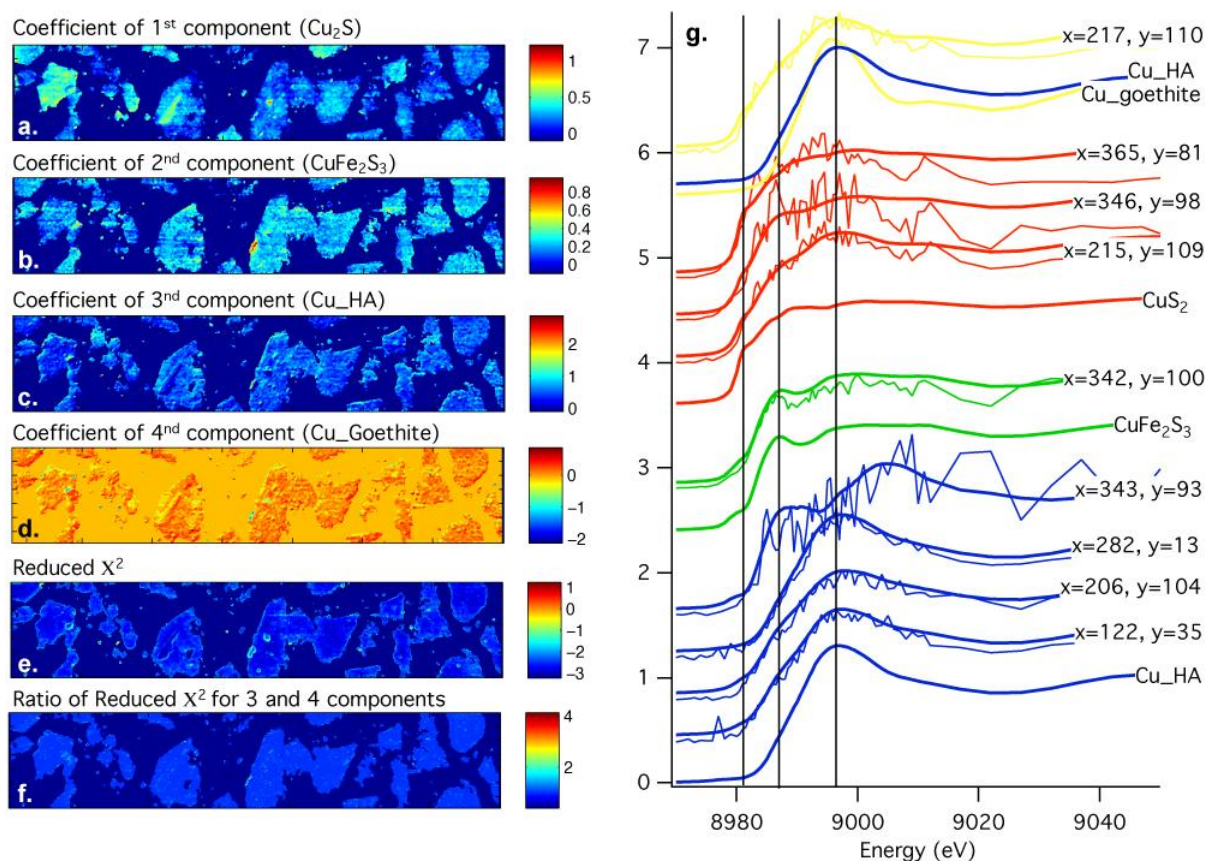 Coefficient of 1st component (Cu2S)
a.
1
0.5
0
Coefficient of 2nd component (CuFe2S3)
b.
0.8
0.6
0.4
0.2
0
Coefficient of 3rd component (Cu_HA)
c.
2
1
0
Coefficient of 4nd component (Cu_Goethite)
d.
0
−1
−2
Reduced X2
e.
1
0
−1
−2
−3
Ratio of Reduced X2 for 3 and 4 components
f.
4
2
g.
7
6
5
4
3
2
1
0
x=217, y=110
Cu_HA
Cu_goethite
x=365, y=81
x=346, y=98
x=215, y=109
CuS2
x=342, y=100
CuFe2S3
x=343, y=93
x=282, y=13
x=206, y=104
x=122, y=35
Cu_HA
8980 9000 9020 9040
Energy (eV)